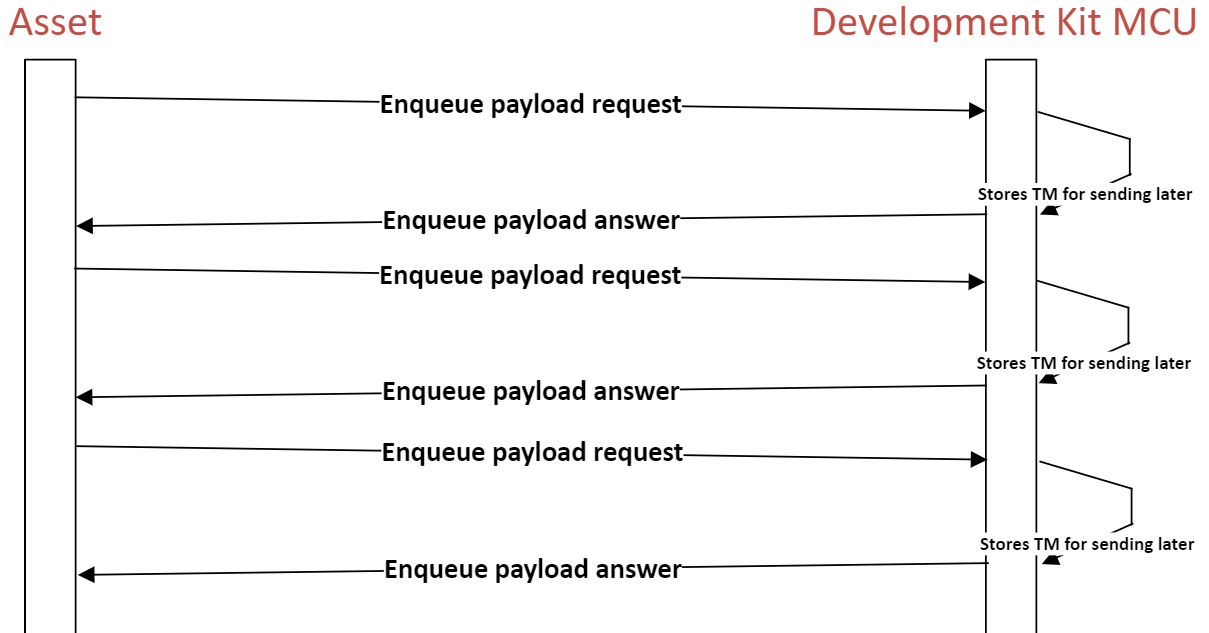 Asset
Development Kit MCU
Enqueue payload request
Stores TM for sending later
Enqueue payload answer
Enqueue payload request
Stores TM for sending later
Enqueue payload answer
Enqueue payload request
Stores TM for sending later
Enqueue payload answer